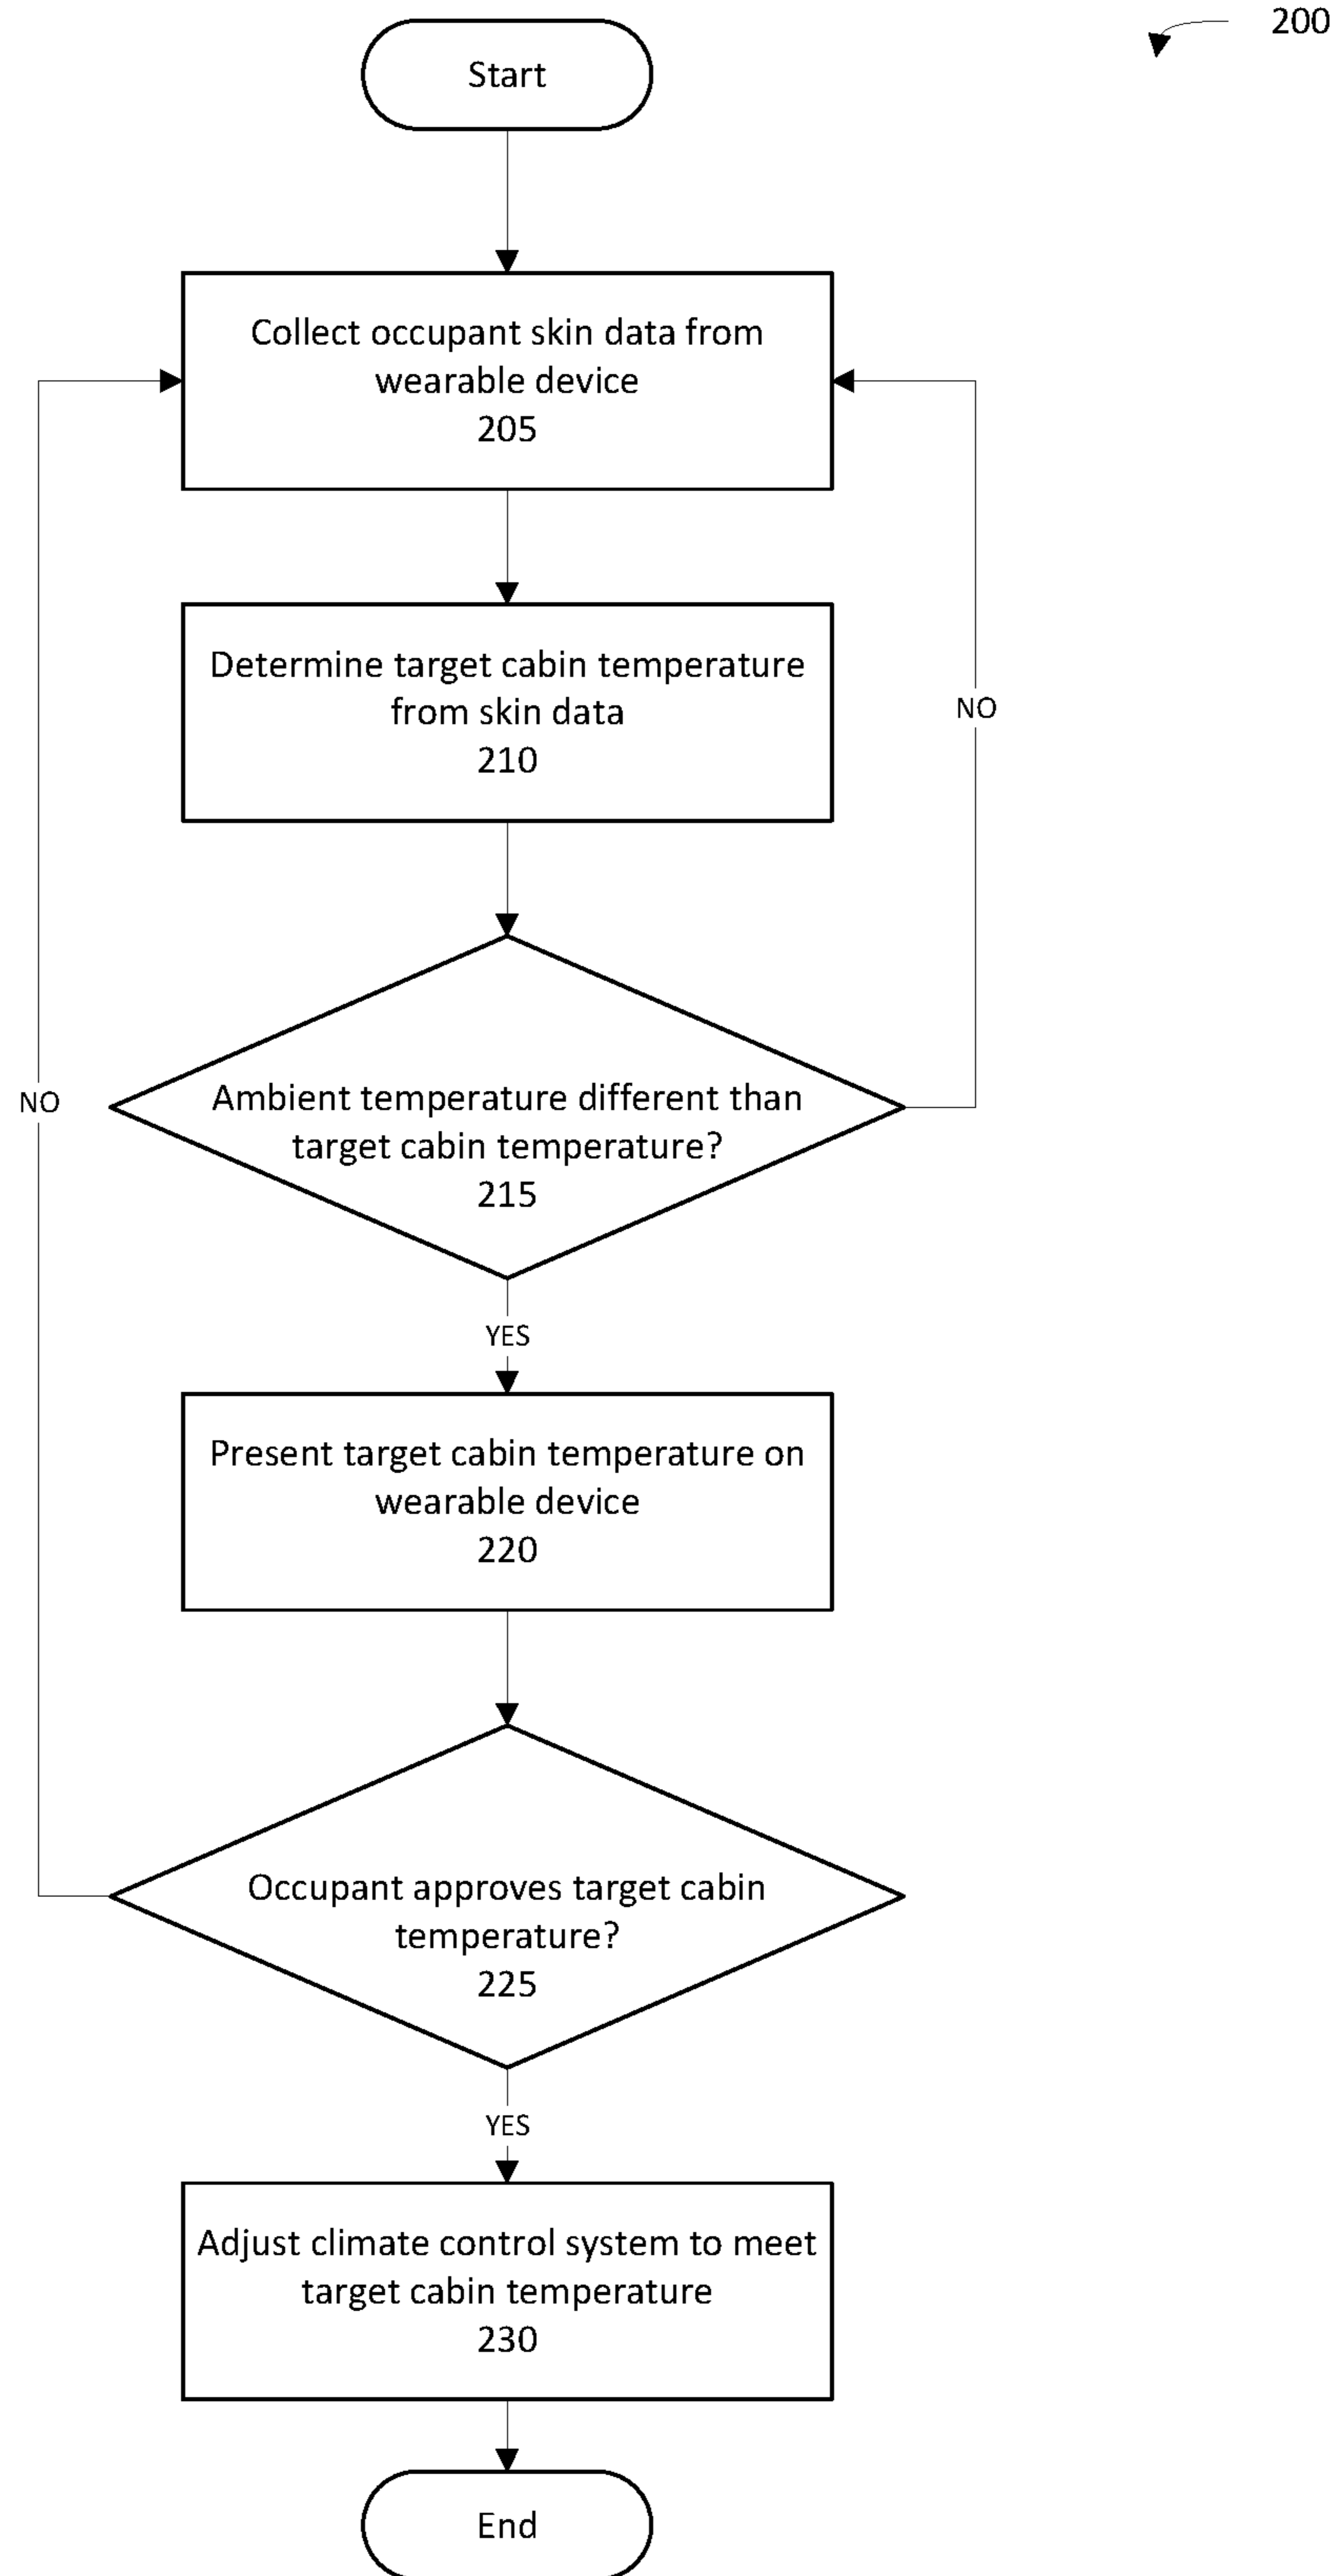 200
Start
Collect occupant skin data from
wearable device
205
Determine target cabin temperature
from skin data
210
NO
Ambient temperature different than
target cabin temperature?
215
NO
YES
Present target cabin temperature on
wearable device
220
Occupant approves target cabin
temperature?
225
YES
Adjust climate control system to meet
target cabin temperature
230
End